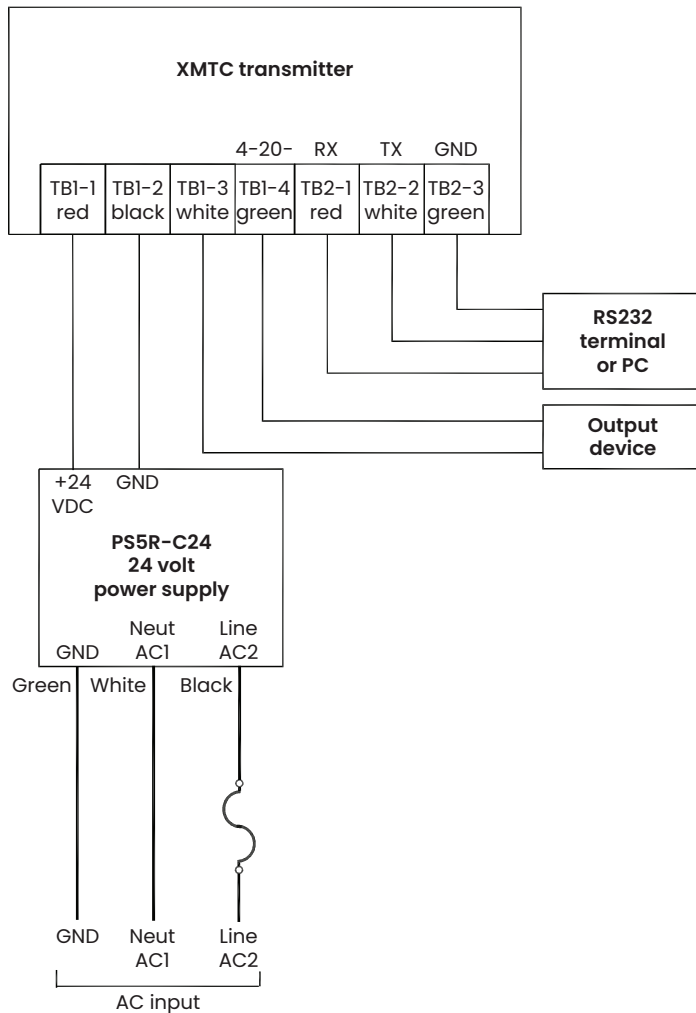 XMTC transmitter
4-20- RX TX GND
TB1-1 TB1-2 TB1-3 TB1-4 TB2-1 TB2-2 TB2-3
red black white green red white green
RS232
terminal
or PC
Output
device
+24 GND
VDC
PS5R-C24
24 volt
power supply
Neut Line
GND AC1 AC2
Green White Black
GND Neut Line
AC1 AC2
AC input